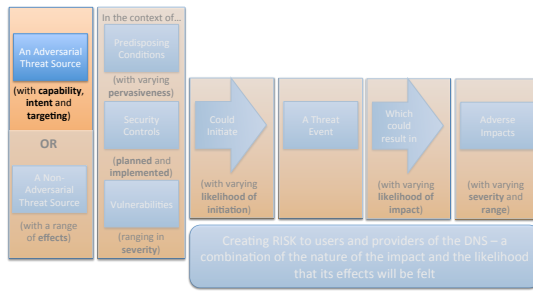 An Adversarial
Threat Source
(with capability,
intent and
targeting)
OR
A Non-
Adversarial
Threat Source
(with a range
of effects)
In the context of...
Predisposing
Conditions
(with varying
pervasiveness)
Security
Controls
(planned and
implemented)
Vulnerabilities
(ranging in
severity)
Could
Initiate
(with varying
likelihood of
initiation)
A Threat
Event
Which
could
result in
(with varying
likelihood of
impact)
Adverse
Impacts
(with varying
severity and
range)
Creating RISK to users and providers of the DNS – a
combination of the nature of the impact and the likelihood
that its effects will be felt